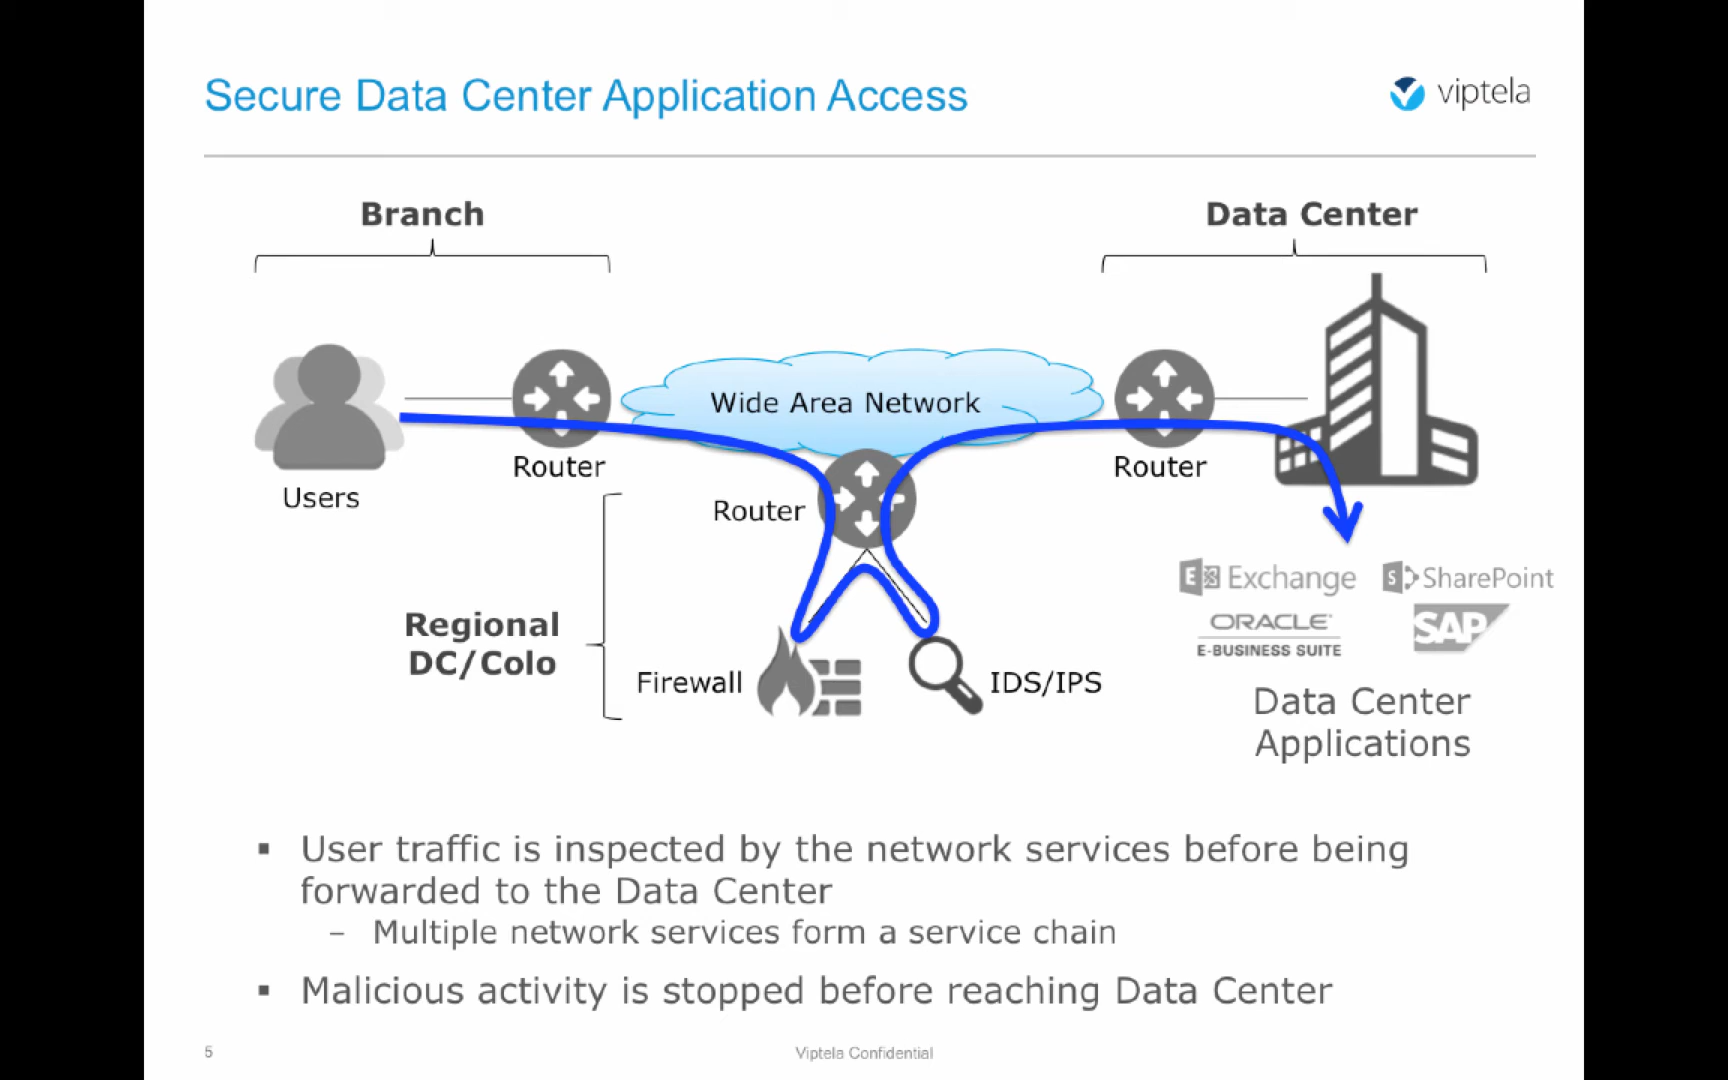 Secure Data Center Application Access
viptela
Branch
Data Center
Wide Area Network
Router
Router
Users
Router
Regional
DC/Colo
Firewall
IDS/IPS
E Exchange
S SharePoint
ORACLE
E-BUSINESS SUITE
SAP
Data Center
Applications
▪ User traffic is inspected by the network services before being
forwarded to the Data Center
– Multiple network services form a service chain
▪ Malicious activity is stopped before reaching Data Center
5
Viptela Confidential